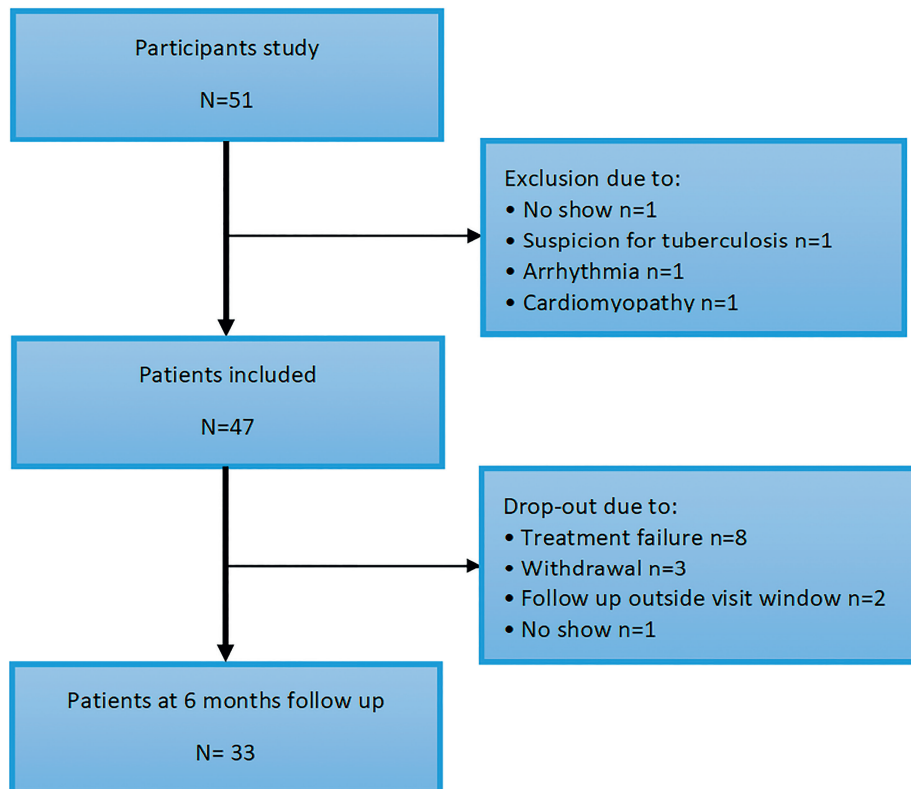 Participants study
N=51
Exclusion due to:
• No show n=1
• Suspicion for tuberculosis n=1
• Arrhythmia n=1
• Cardiomyopathy n=1
Patients included
N=47
Drop-out due to:
• Treatment failure n=8
• Withdrawal n=3
• Follow up outside visit window n=2
• No show n=1
Patients at 6 months follow up
N= 33